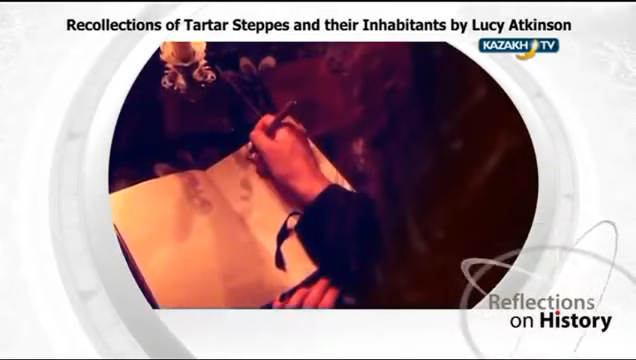 Recollections of Tartar Steppes and their Inhabitants by Lucy Atkinson
KAZAKH TV
Reflections
on History